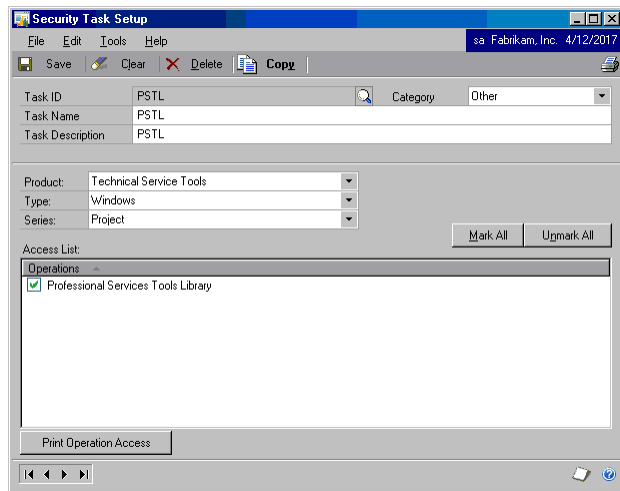 Security Task Setup
File Edit Tools Help sa Fabrikam, Inc. 4/12/2017
Save Clear Delete Copy
Task ID PSTL Category Other
Task Name PSTL
Task Description PSTL
Product: Technical Service Tools
Type: Windows
Series: Project
Mark All Unmark All
Access List:
Operations
Professional Services Tools Library
Print Operation Access